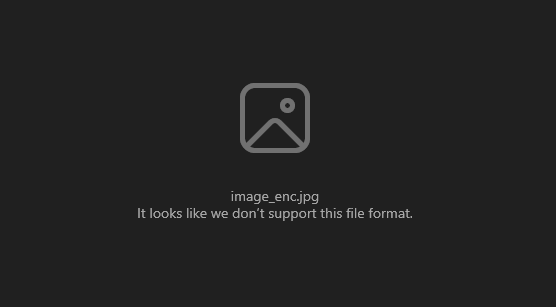 image_enc.jpg
It looks like we don’t support this file format.